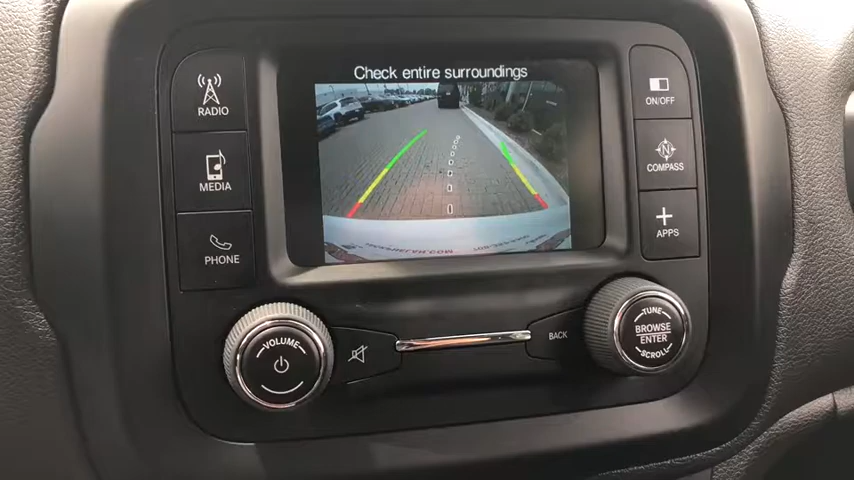 Check entire surroundings
RADIO
MEDIA
PHONE
ON/OFF
N
COMPASS
APPS
VOLUME
BACK
TUNE
BROWSE
ENTER
SCROLL